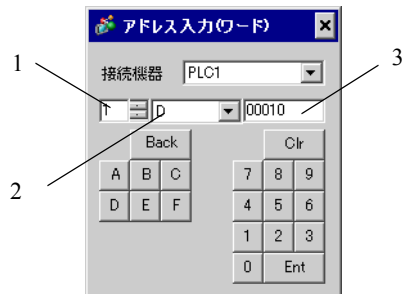 アドレス入力(ワード)
1
3
接続機器 PLC1
1 D 00010
Back Clr
A B C 7 8 9
2
D E F 4 5 6
1 2 3
0 Ent